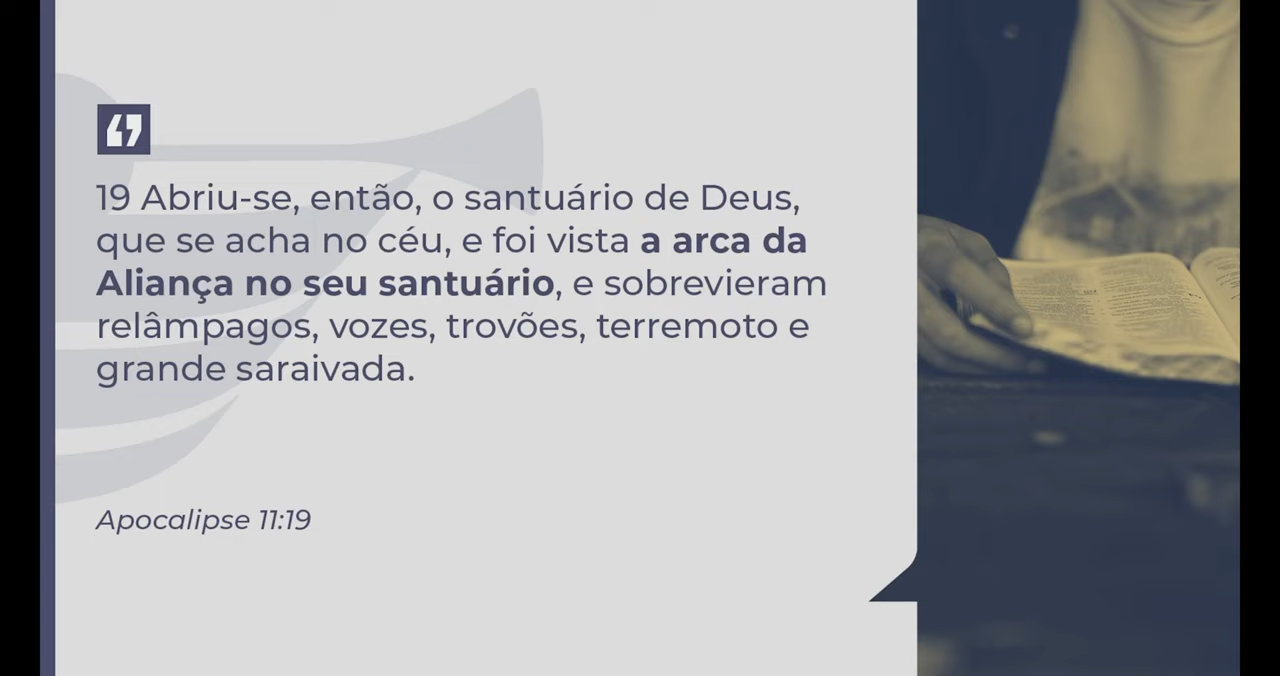 19 Abriu-se, então, o santuário de Deus,
que se acha no céu, e foi vista a arca da
Aliança no seu santuário, e sobrevieram
relâmpagos, vozes, trovões, terremoto e
grande saraivada.
Apocalipse 11:19